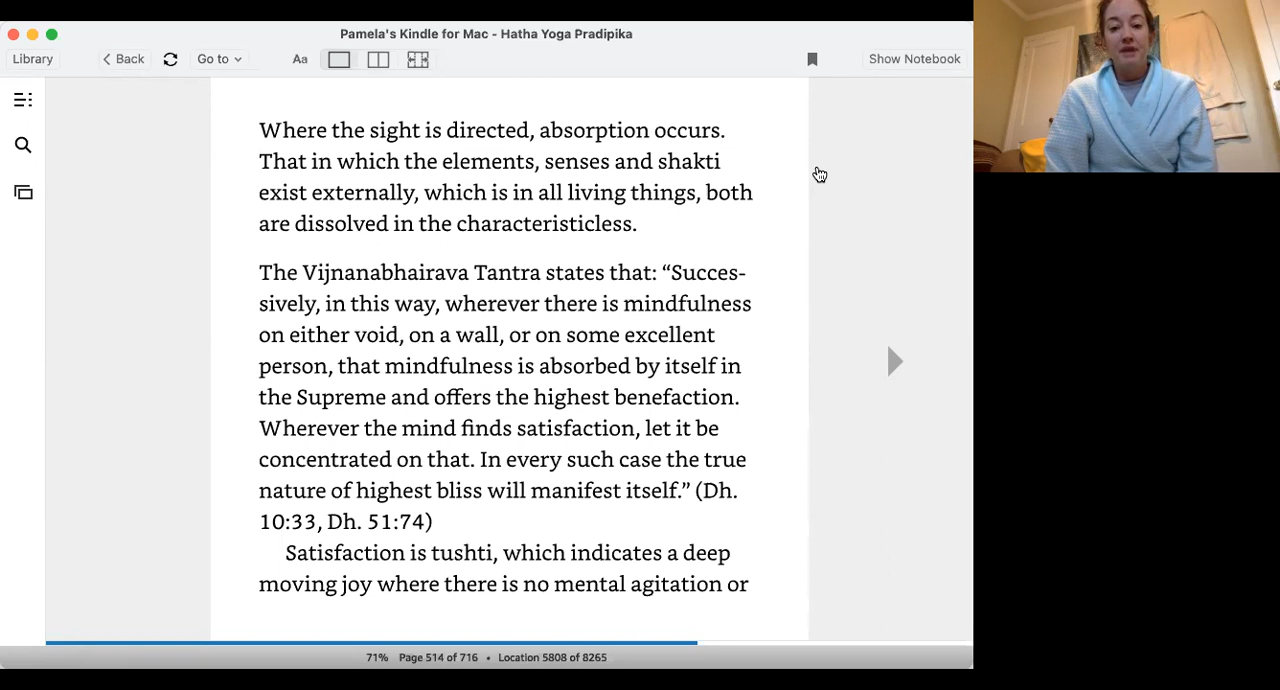 Pamela's Kindle for Mac - Hatha Yoga Pradipika
Library
Back
Go to
Aa
Show Notebook
Where the sight is directed, absorption occurs.
That in which the elements, senses and shakti
exist externally, which is in all living things, both
are dissolved in the characteristicless.
The Vijnanabhairava Tantra states that: “Succes-
sively, in this way, wherever there is mindfulness
on either void, on a wall, or on some excellent
person, that mindfulness is absorbed by itself in
the Supreme and offers the highest benefaction.
Wherever the mind finds satisfaction, let it be
concentrated on that. In every such case the true
nature of highest bliss will manifest itself.” (Dh.
10:33, Dh. 51:74)
Satisfaction is tushti, which indicates a deep
moving joy where there is no mental agitation or
71% Page 514 of 716 • Location 5808 of 8265